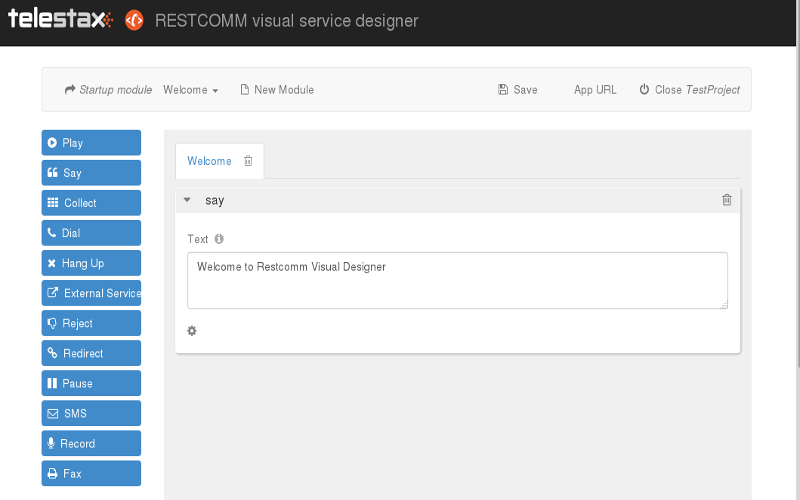 telestax RESTCOMM visual service designer
Startup module Welcome New Module Save App URL Close TestProject
Play
Say
Collect
Dial
Hang Up
External Service
Reject
Redirect
Pause
SMS
Record
Fax
Welcome
say
Text
Welcome to Restcomm Visual Designer